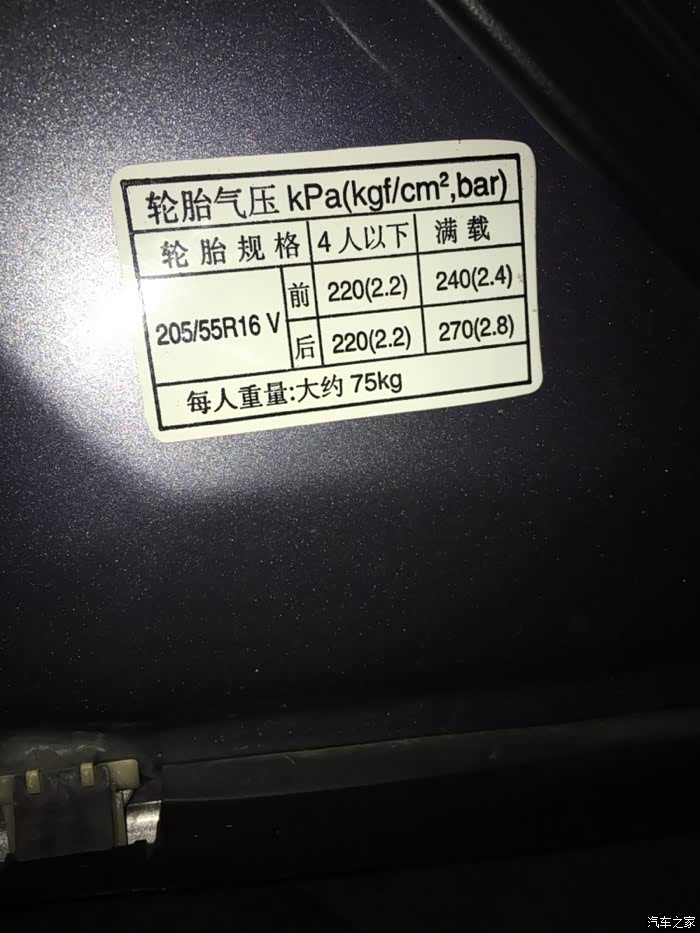 轮胎气压 kPa(kgf/cm²,bar)
轮胎规格 4人以下 满载
205/55R16 V 前 220(2.2) 240(2.4)
后 220(2.2) 270(2.8)
每人重量:大约 75kg
汽车之家